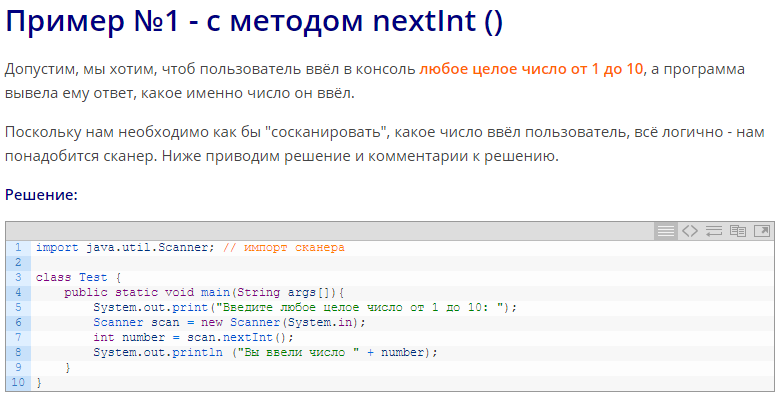 Пример №1 - с методом nextInt ()
Допустим, мы хотим, чтоб пользователь ввёл в консоль любое целое число от 1 до 10, а программа
вывела ему ответ, какое именно число он ввёл.
Поскольку нам необходимо как бы "сосканировать", какое число ввёл пользователь, всё логично - нам
понадобится сканер. Ниже приводим решение и комментарии к решению.
Решение:
1 import java.util.Scanner; // импорт сканера
2
3 class Test {
4     public static void main(String args[]){
5         System.out.print("Введите любое целое число от 1 до 10: ");
6         Scanner scan = new Scanner(System.in);
7         int number = scan.nextInt();
8         System.out.println ("Вы ввели число " + number);
9     }
10 }